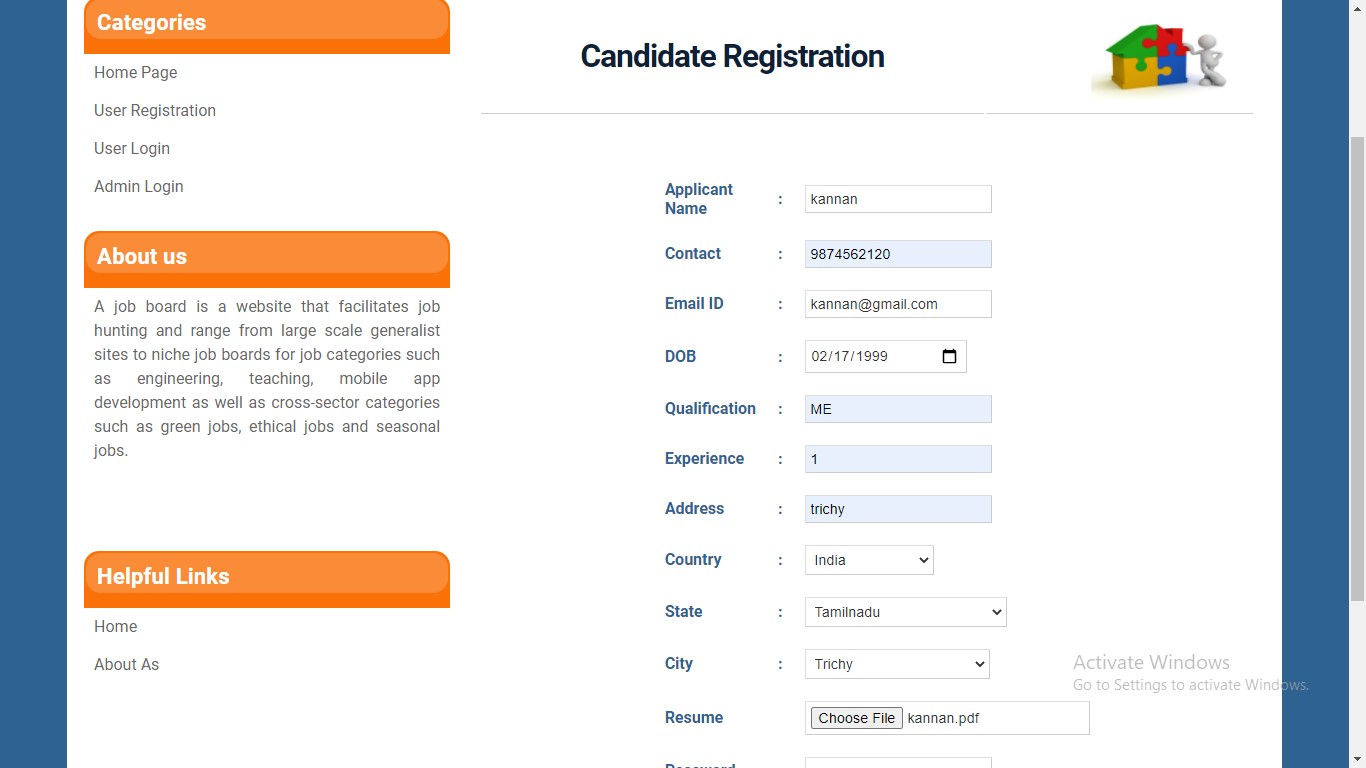 Categories
Home Page
User Registration
User Login
Admin Login
About us
A job board is a website that facilitates job
hunting and range from large scale generalist
sites to niche job boards for job categories such
as engineering, teaching, mobile app
development as well as cross-sector categories
such as green jobs, ethical jobs and seasonal
jobs.
Helpful Links
Home
About As
Candidate Registration
Applicant
Name : kannan
Contact : 9874562120
Email ID : kannan@gmail.com
DOB : 02/17/1999
Qualification : ME
Experience : 1
Address : trichy
Country : India
State : Tamilnadu
City : Trichy
Resume Choose File kannan.pdf
Password
Activate Windows
Go to Settings to activate Windows.